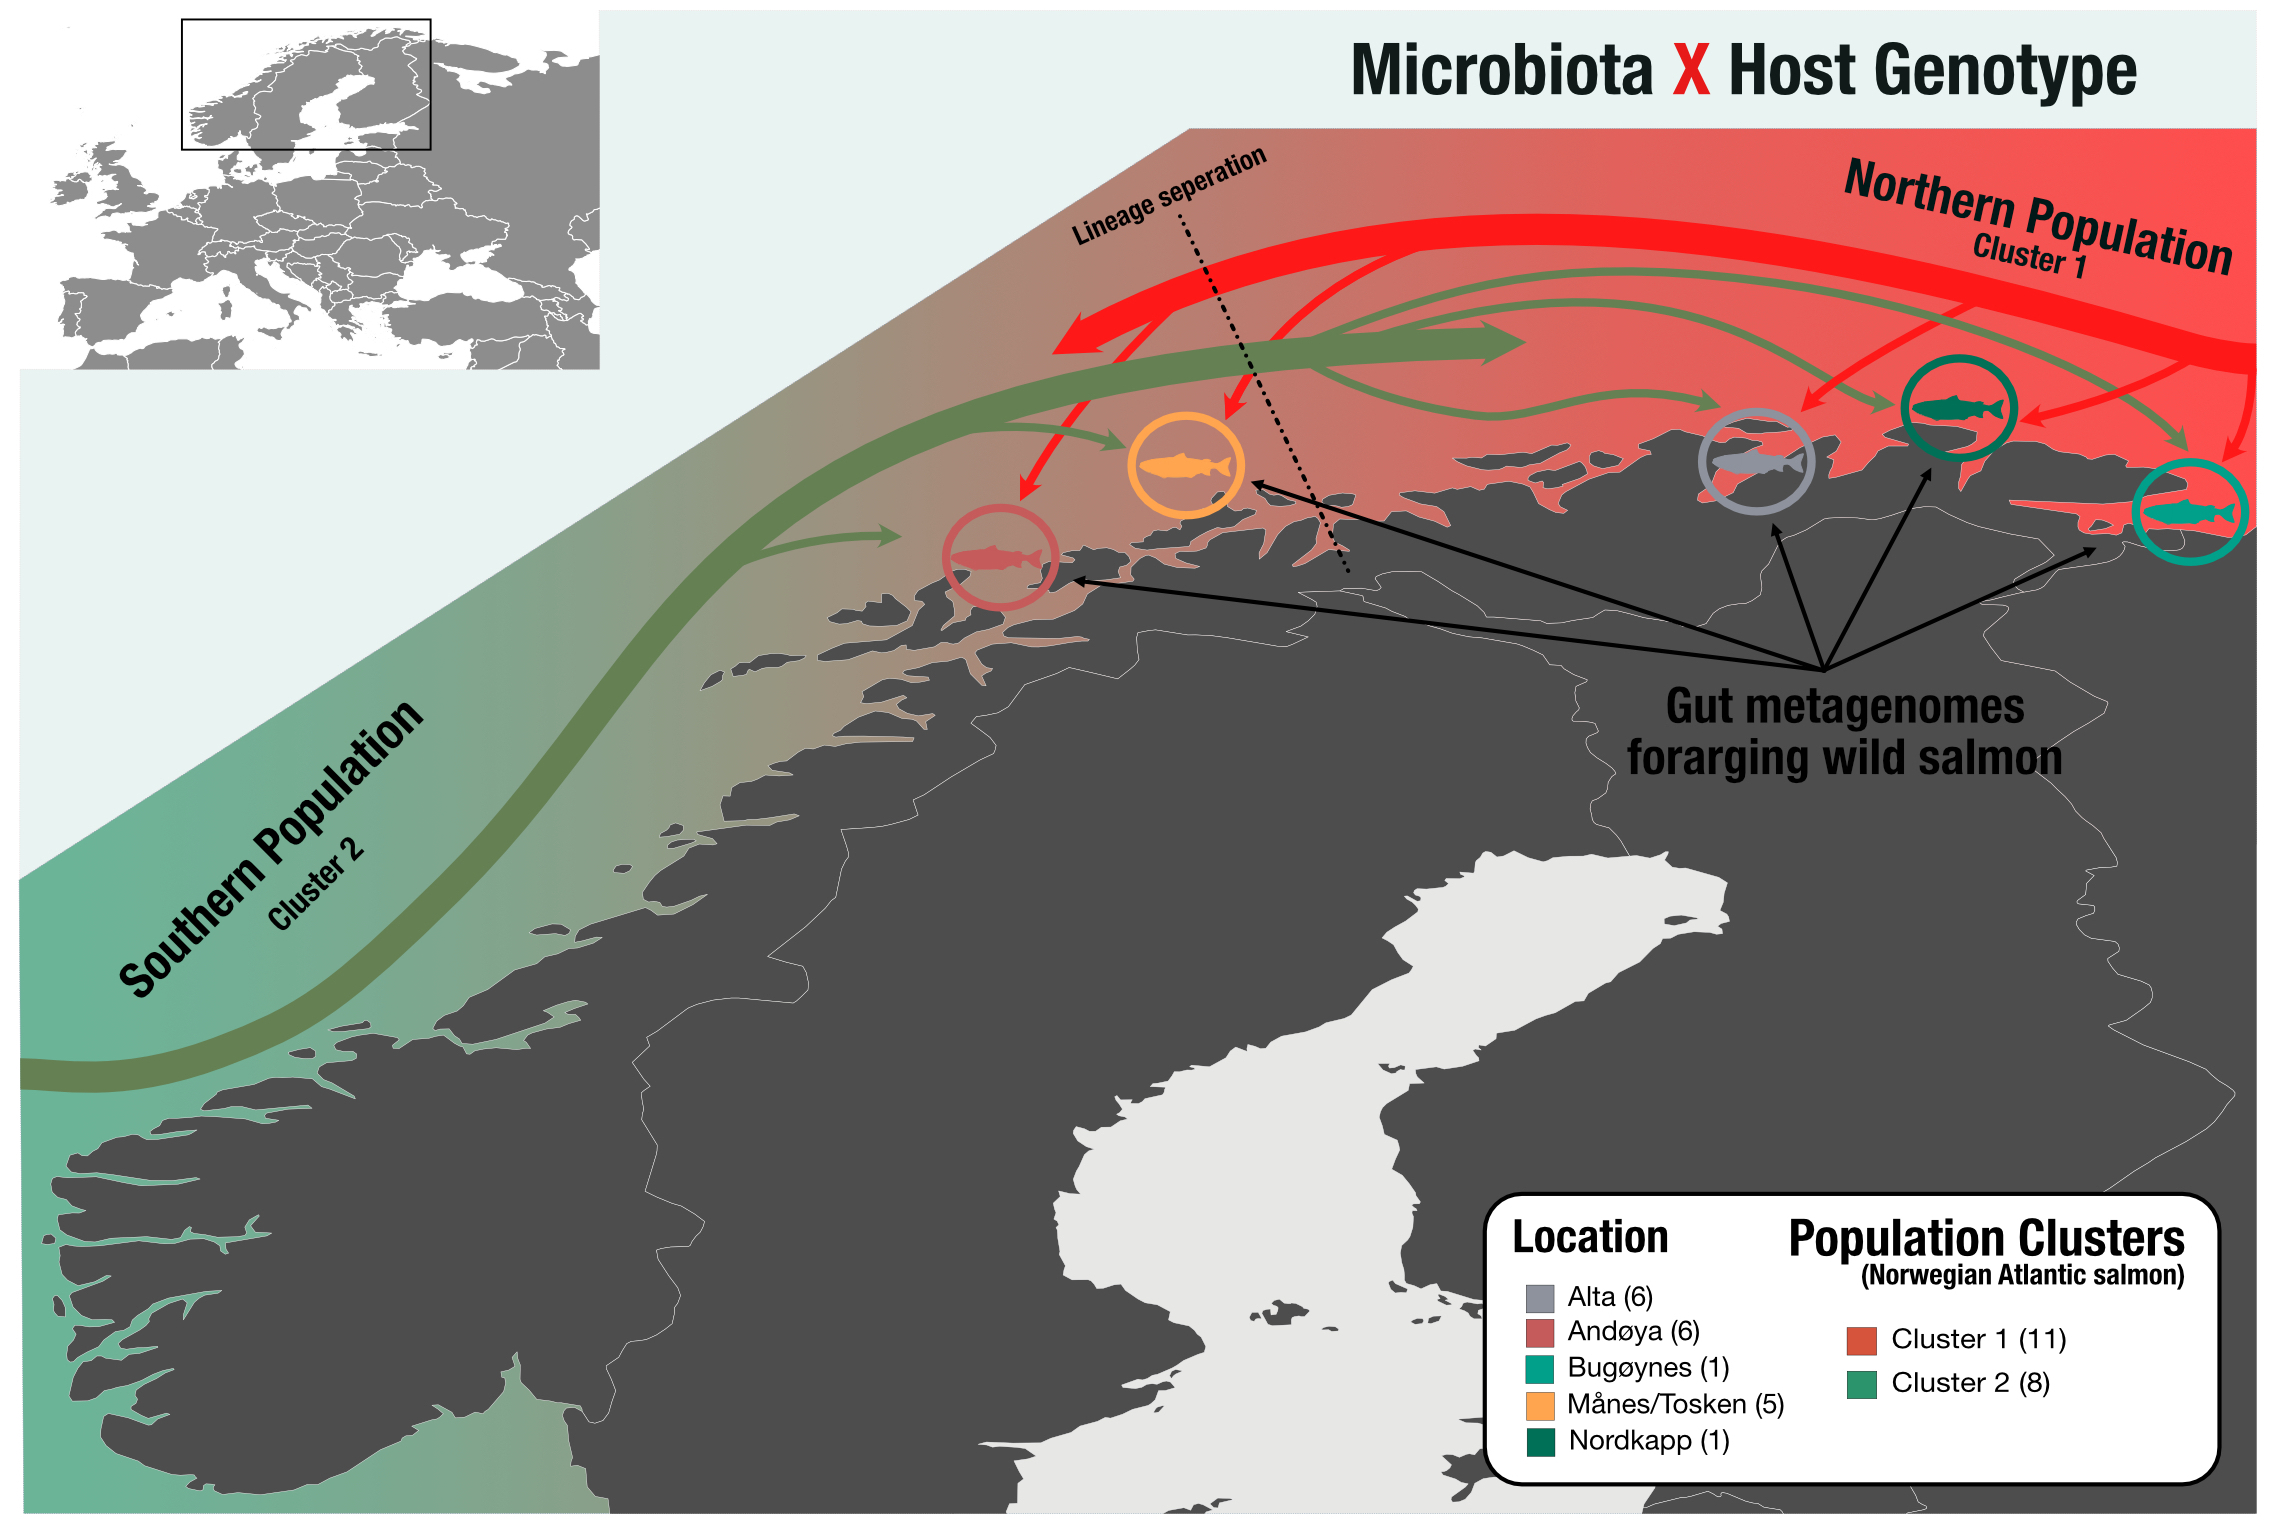 Microbiota X Host Genotype
Lineage seperation
Northern Population
Cluster 1
Southern Population
Cluster 2
Gut metagenomes
forarging wild salmon
Location
Alta (6)
Andøya (6)
Bugøynes (1)
Månes/Tosken (5)
Nordkapp (1)
Population Clusters
(Norwegian Atlantic salmon)
Cluster 1 (11)
Cluster 2 (8)